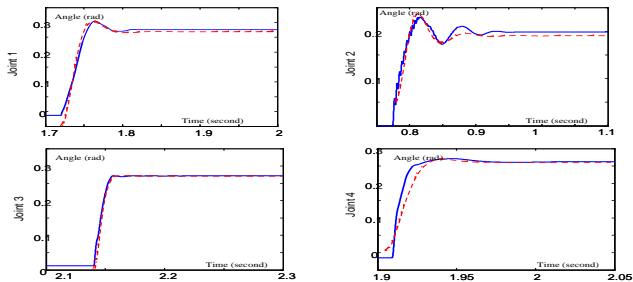 0.3
Angle (rad)
0.2
Joint 1
0.1
0
Time (second)
1.7
1.8
1.9
2
Angle (rad)
0.2
Joint 2
0.1
0
Time (second)
0.8
0.9
1
1.1
Angle (rad)
0.3
0.2
Joint 3
0.1
0
Time (second)
2.1
2.2
2.3
0.3
Angle (rad)
0.2
Joint 4
0.1
0
Time (second)
1.9
1.95
2
2.05